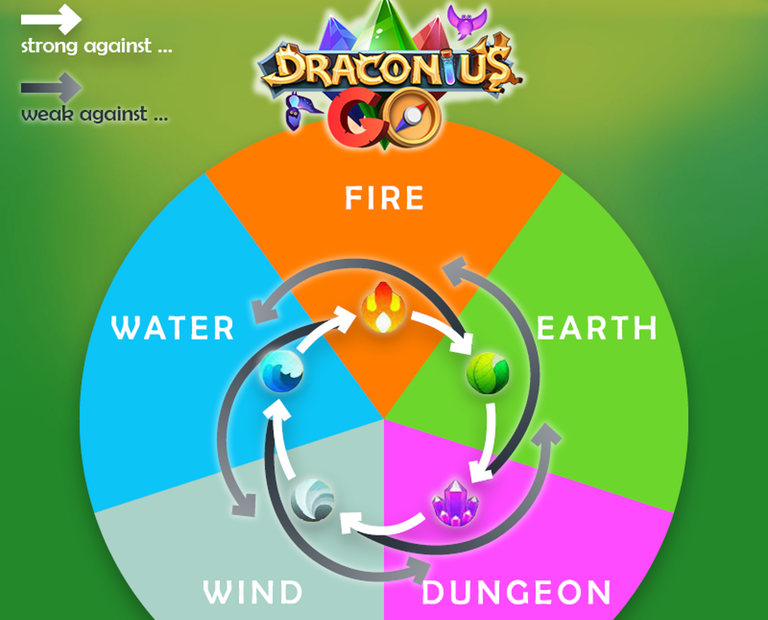 strong against ...
weak against ...
DRACONIUS
GO
FIRE
WATER
EARTH
WIND
DUNGEON